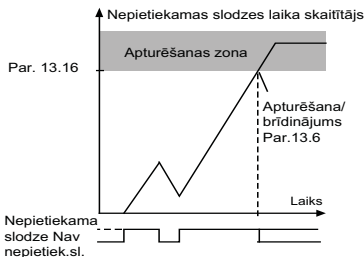 Nepietiekamas slodzes laika skaitītājs
Apturēšanas zona
Par. 13.16
Apturēšana/
brīdinājums
Par.13.6
Laiks
Nepietiekama
slodze Nav
nepietiek.sl.